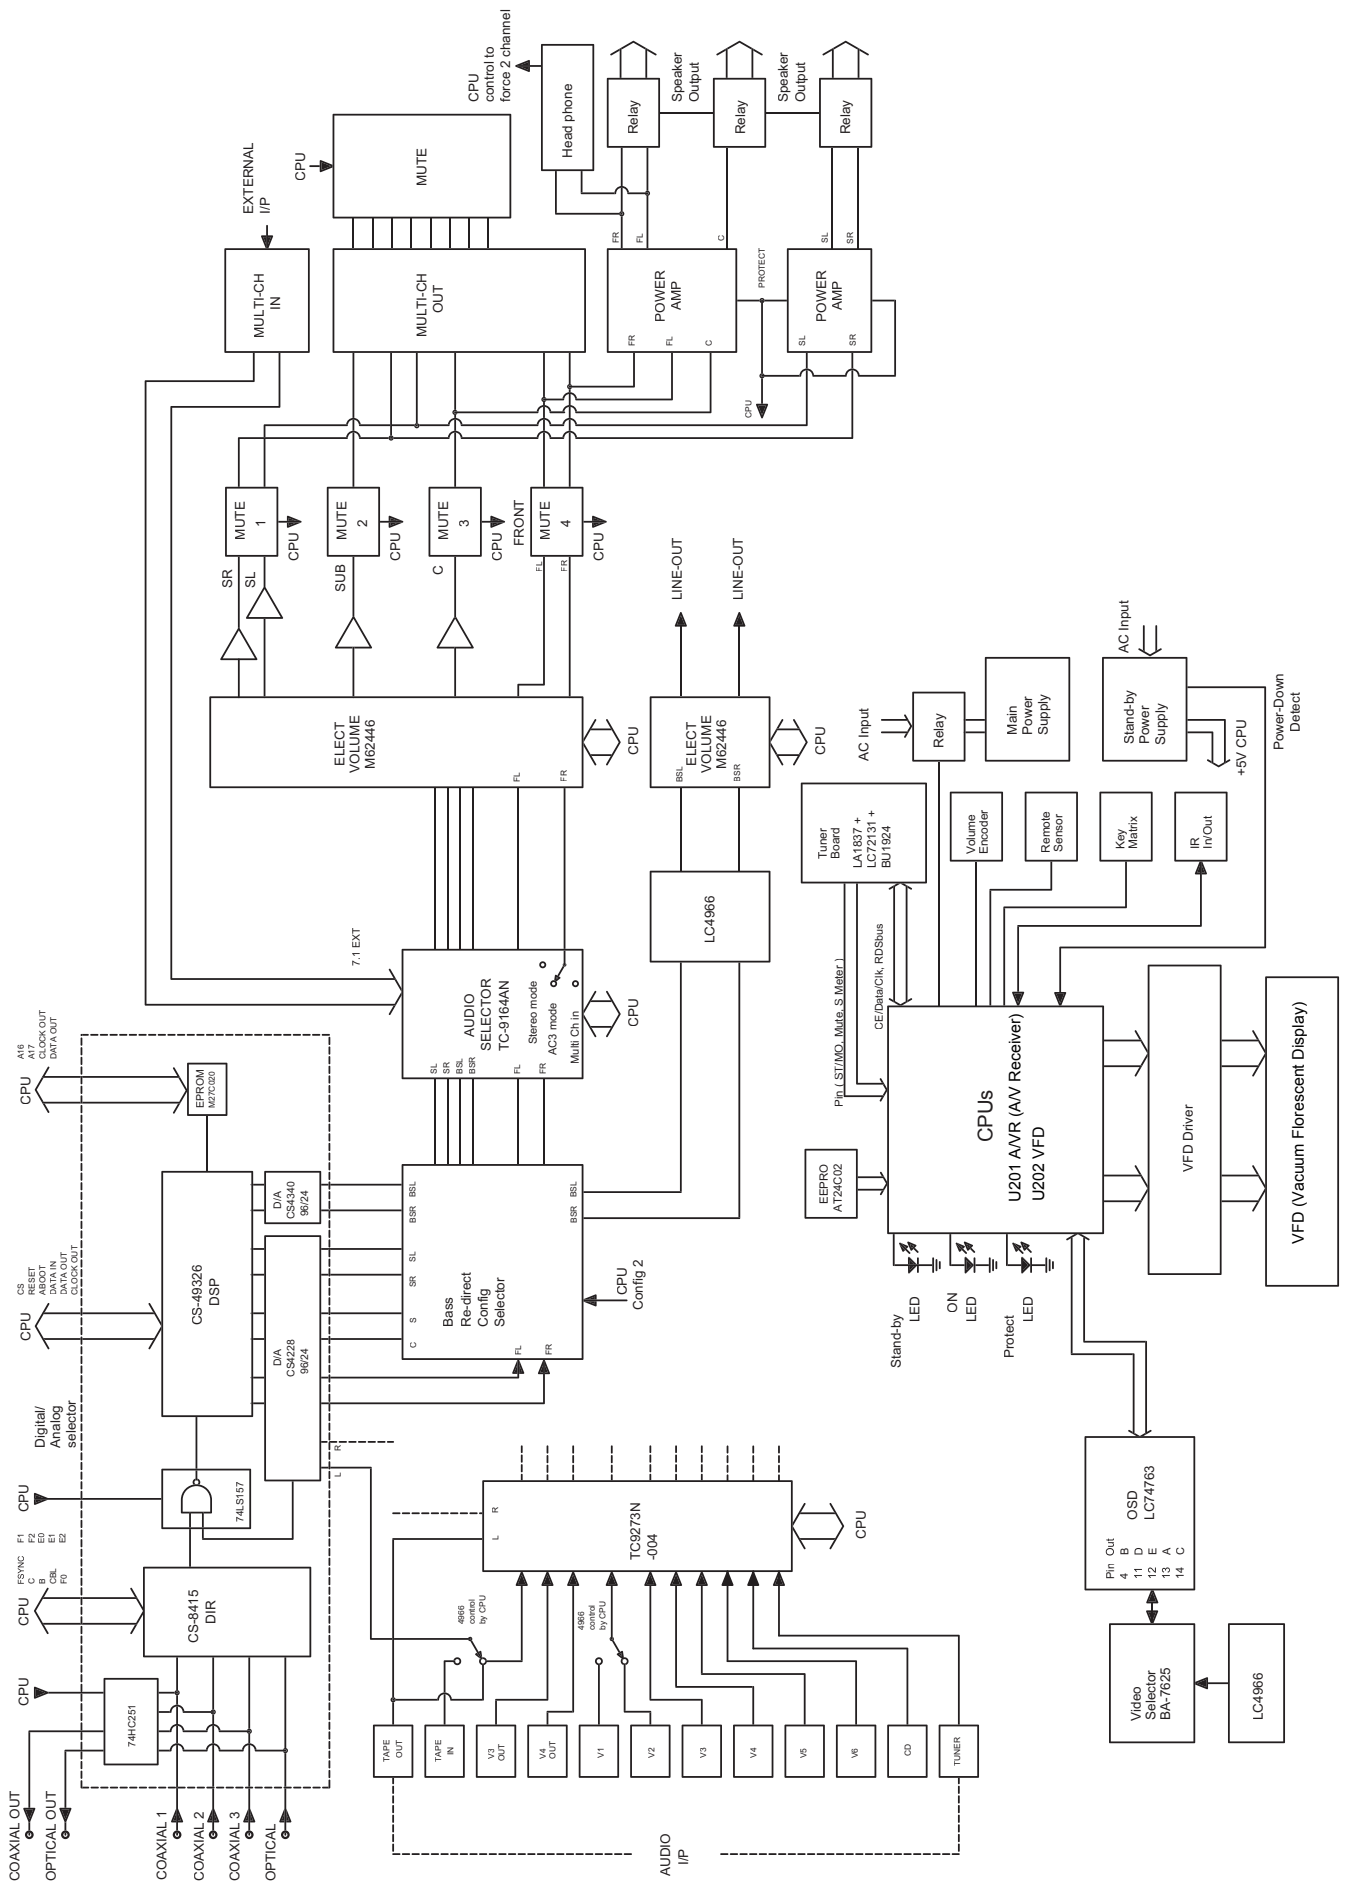 COAXIAL OUT
OPTICAL OUT
COAXIAL 1
COAXIAL 2
COAXIAL 3
OPTICAL
CPU
74HC251
CPU
FSYNC
C
B
CBL
F0
F1
F2
E0
E1
E2
CS-8415
DIR
CPU
74LS157
Digital/
Analog
selector
CPU
CS
RESET
ABOOT
DATA IN
DATA OUT
CLOCK OUT
CS-49326
DSP
D/A
CS4228
96/24
D/A
CS4340
96/24
L
R
CPU
A16
A17
CLOCK OUT
DATA OUT
EPROM
M27C020
Bass
Re-direct
Config
Selector
C
S
SR
SL
BSR
BSL
FL
FR
BSR
BSL
CPU
Config 2
AUDIO
SELECTOR
TC-9164AN
SL
SR
BSL
BSR
FL
FR
Stereo mode
AC3 mode
Multi Ch in
CPU
7.1 EXT
ELECT
VOLUME
M62446
FL
FR
CPU
SR
SL
SUB
C
FL
FR
MUTE
1
CPU
MUTE
2
CPU
MUTE
3
CPU
FRONT
MUTE
4
CPU
MULTI-CH
IN
EXTERNAL
I/P
MULTI-CH
OUT
MUTE
CPU
POWER
AMP
FR
FL
C
FR
FL
C
PROTECT
CPU
POWER
AMP
SL
SR
SL
SR
Head phone
CPU
control to
force 2 channel
Relay
Speaker
Output
Relay
Speaker
Output
Relay
LC4966
ELECT
VOLUME
M62446
BSL
BSR
CPU
LINE-OUT
LINE-OUT
AUDIO
I/P
TAPE
OUT
TAPE
IN
V3
OUT
V4
OUT
V1
V2
V3
V4
V5
V6
CD
TUNER
4966
control
by CPU
4966
control
by CPU
TC9273N
-004
L
R
CPU
Tuner
Board
LA1837 +
LC72131 +
BU1924
Pin ( ST/MO, Mute, S Meter )
CE/Data/Clk, RDSbus
AC Input
Relay
Main
Power
Supply
AC Input
Stand-by
Power
Supply
+5V CPU
Power-Down
Detect
Volume
Encoder
Remote
Sensor
Key
Matrix
IR
In/Out
EEPRO
AT24C02
CPUs
U201 A/VR (A/V Receiver)
U202 VFD
Stand-by
LED
ON
LED
Protect
LED
VFD Driver
VFD (Vacuum Florescent Display)
OSD
LC74763
Pin Out
4 B
11 D
12 E
13 A
14 C
Video
Selector
BA-7625
LC4966